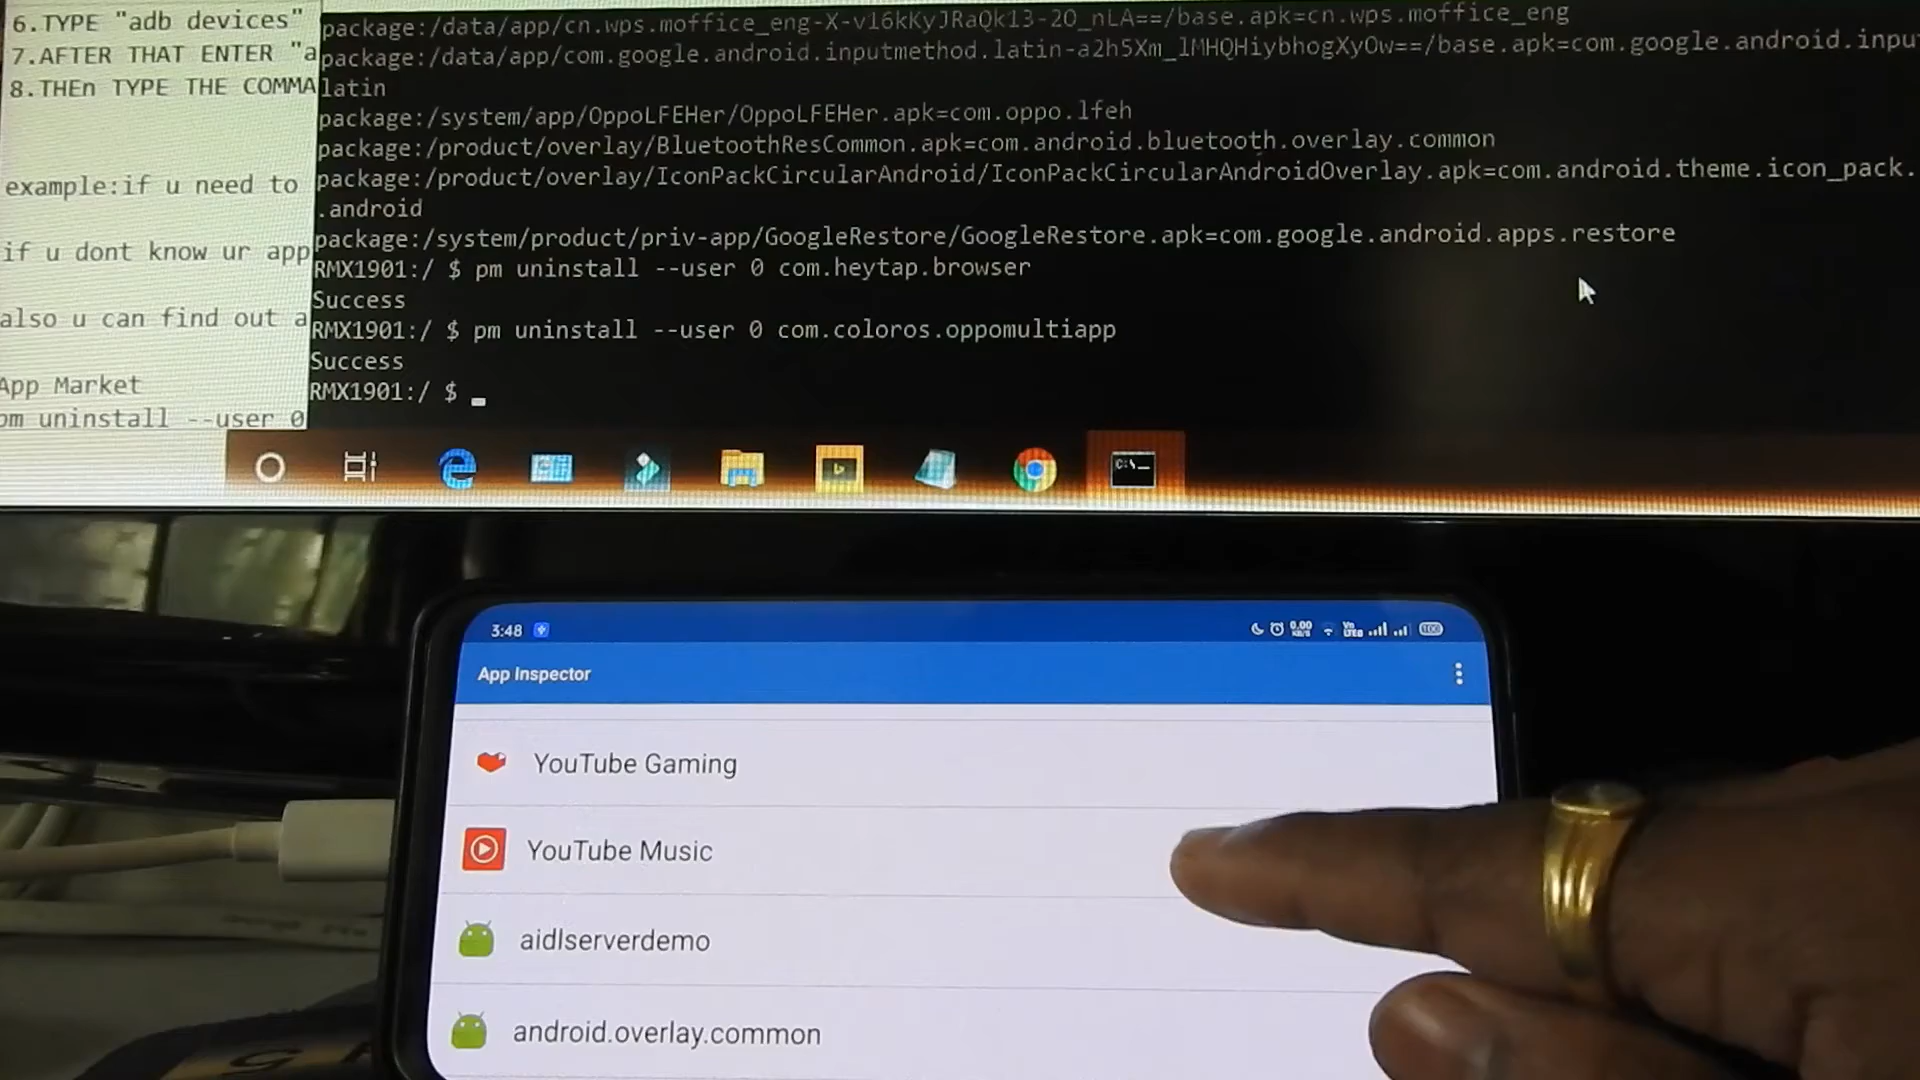 6.TYPE "adb devices"
7.AFTER THAT ENTER "a
8.THEn TYPE THE COMMA
example:if u need to
if u dont know ur app
also u can find out a
App Market
pm uninstall --user 0
package:/data/app/cn.wps.moffice_eng-X-v16kKyJRaQk13-2O_nLA==/base.apk=cn.wps.moffice_eng
package:/data/app/com.google.android.inputmethod.latin-a2h5Xm_lMHQHiybhogXyOw==/base.apk=com.google.android.inpu
latin
package:/system/app/OppoLFEHer/OppoLFEHer.apk=com.oppo.lfeh
package:/product/overlay/BluetoothResCommon.apk=com.android.bluetooth.overlay.common
package:/product/overlay/IconPackCircularAndroid/IconPackCircularAndroidOverlay.apk=com.android.theme.icon_pack.
.android
package:/system/product/priv-app/GoogleRestore/GoogleRestore.apk=com.google.android.apps.restore
RMX1901:/ $ pm uninstall --user 0 com.heytap.browser
Success
RMX1901:/ $ pm uninstall --user 0 com.coloros.oppomultiapp
Success
RMX1901:/ $
C:\_
3:48
0.00
KB/S
Vo
LTE
100
App Inspector
YouTube Gaming
YouTube Music
aidlserverdemo
android.overlay.common